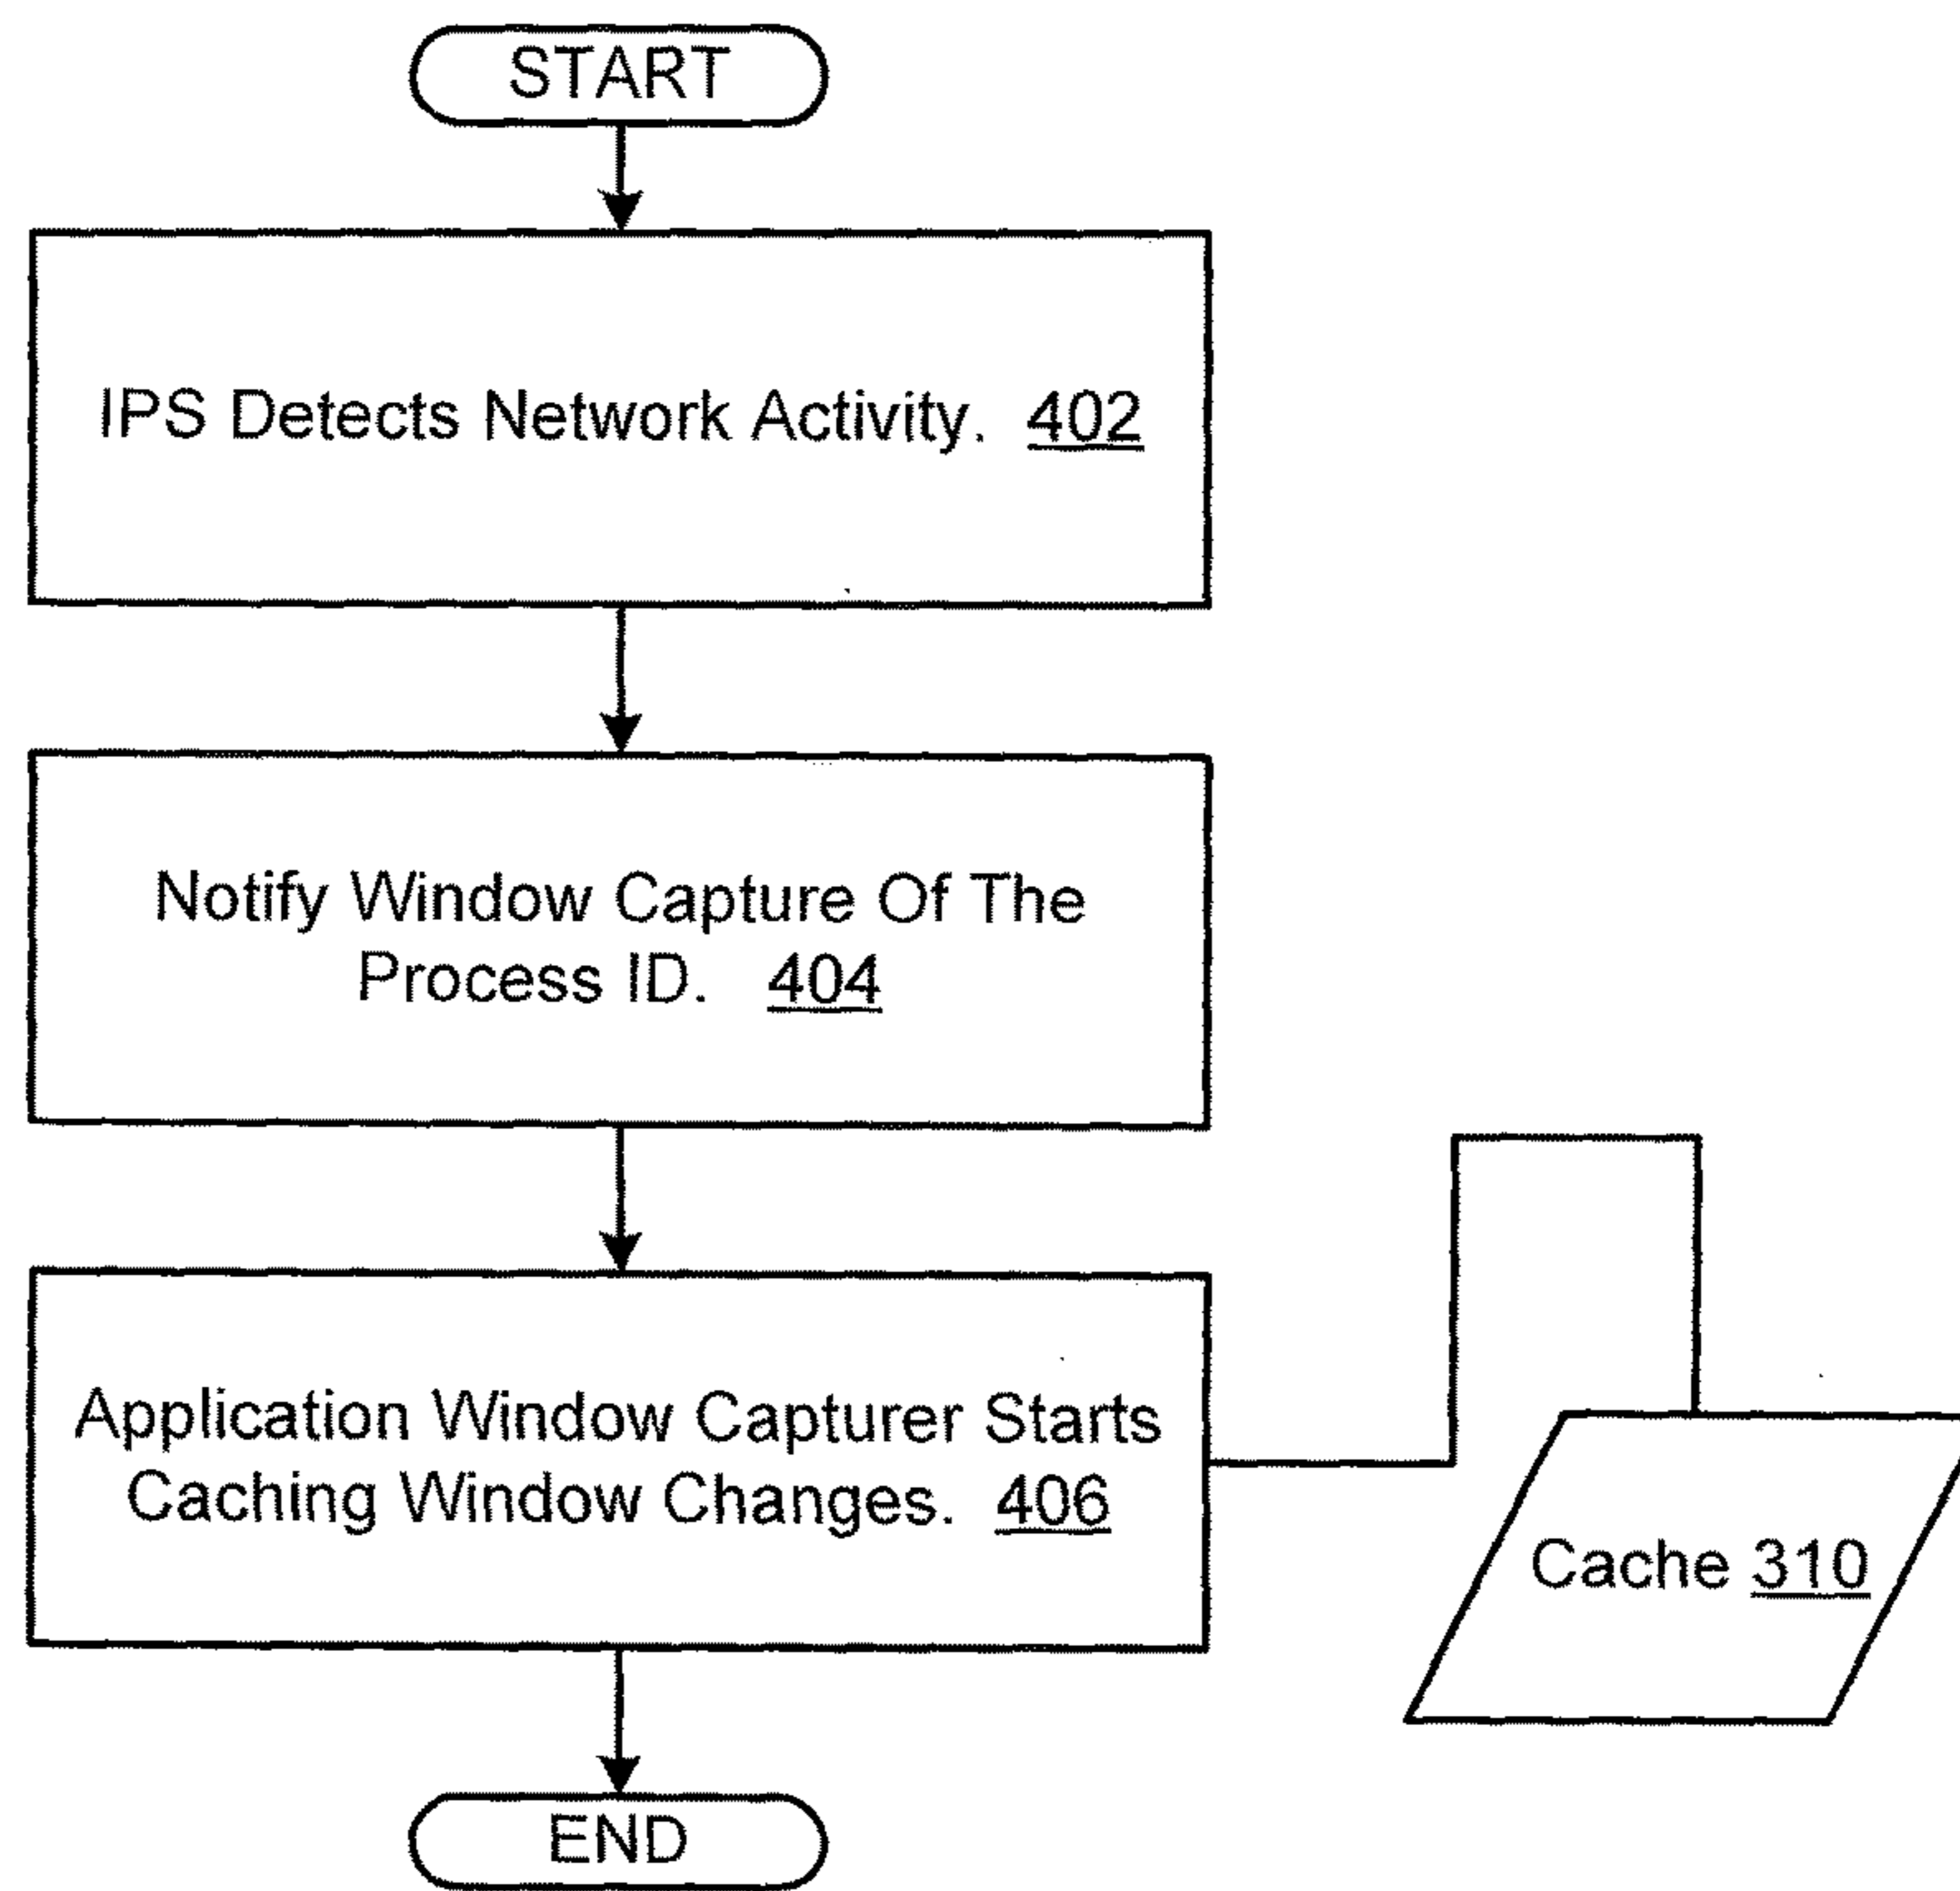 START
IPS Detects Network Activity. 402
Notify Window Capture Of The
Process ID. 404
Application Window Capturer Starts
Caching Window Changes. 406
Cache 310
END